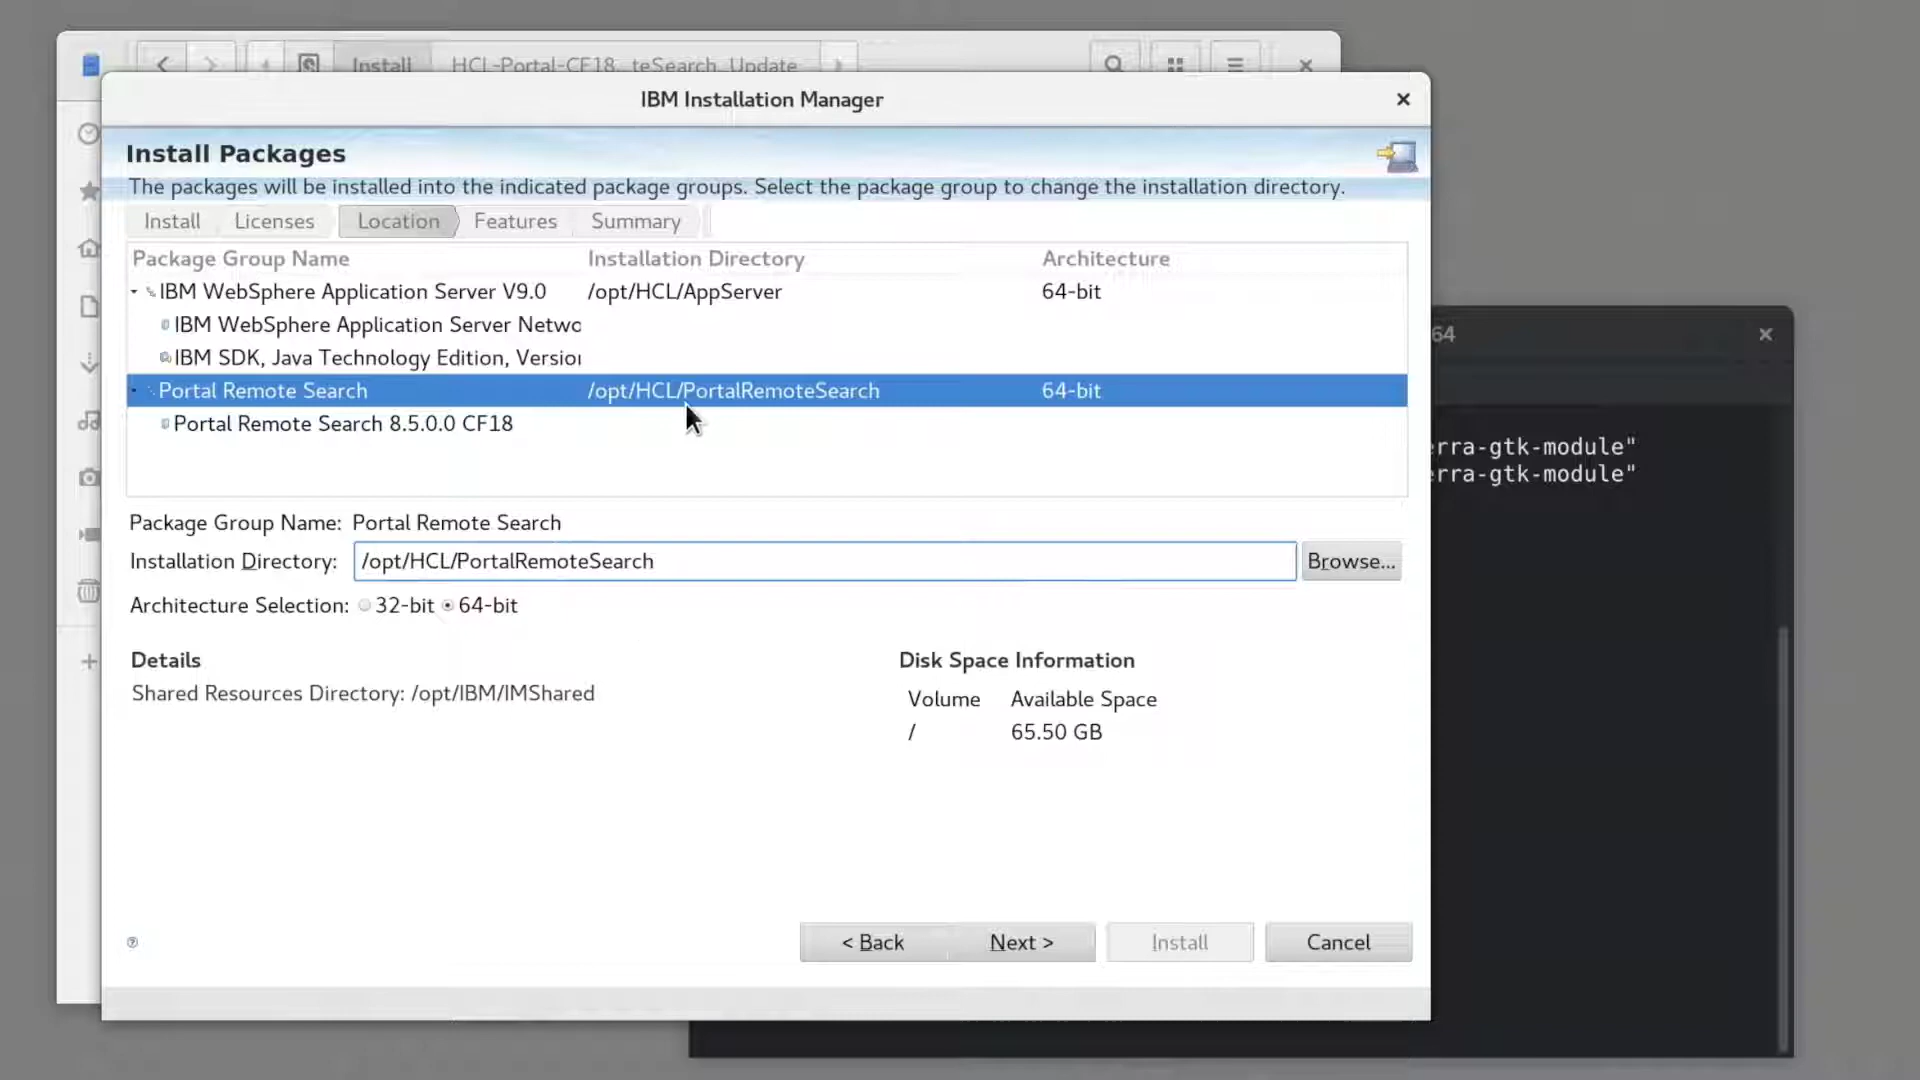 Install HCL-Portal-CF18...teSearch_Update
IBM Installation Manager
Install Packages
The packages will be installed into the indicated package groups. Select the package group to change the installation directory.
Install Licenses Location Features Summary
Package Group Name Installation Directory Architecture
IBM WebSphere Application Server V9.0 /opt/HCL/AppServer 64-bit
IBM WebSphere Application Server Netwo
IBM SDK, Java Technology Edition, Version
Portal Remote Search /opt/HCL/PortalRemoteSearch 64-bit
Portal Remote Search 8.5.0.0 CF18
Package Group Name: Portal Remote Search
Installation Directory: /opt/HCL/PortalRemoteSearch Browse...
Architecture Selection: 32-bit 64-bit
Details
Shared Resources Directory: /opt/IBM/IMShared
Disk Space Information
Volume Available Space
/ 65.50 GB
< Back Next > Install Cancel
64
erra-gtk-module"
erra-gtk-module"